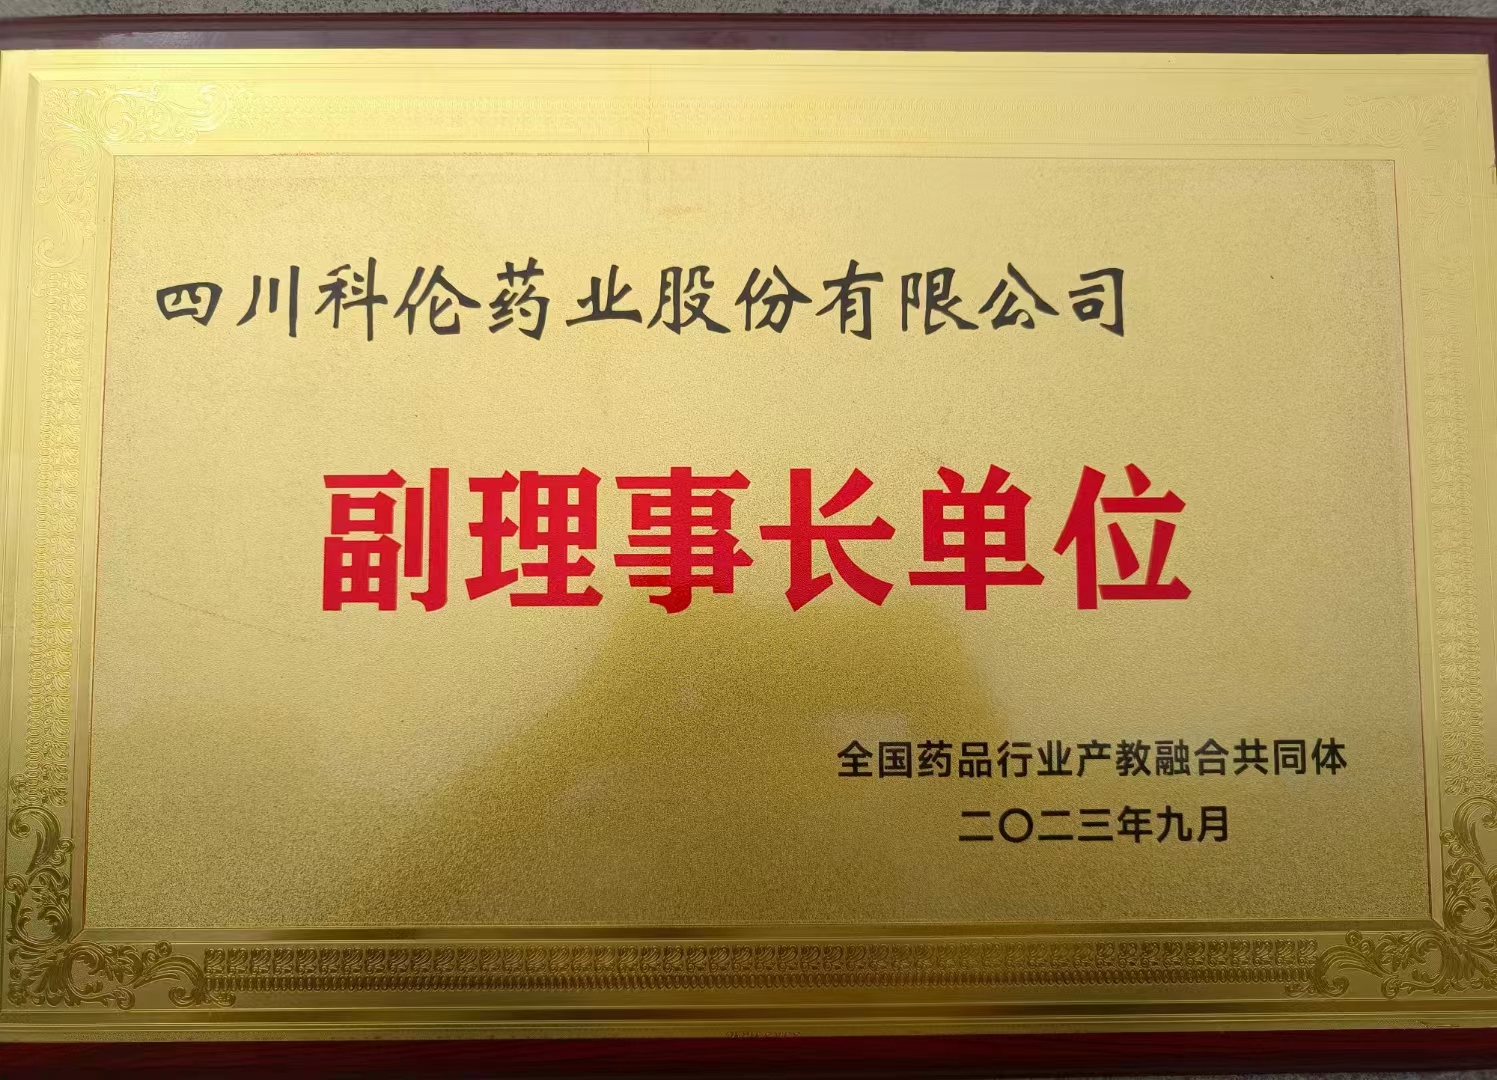 四川科伦药业股份有限公司
副理事长单位
全国药品行业产教融合共同体
二〇二三年九月